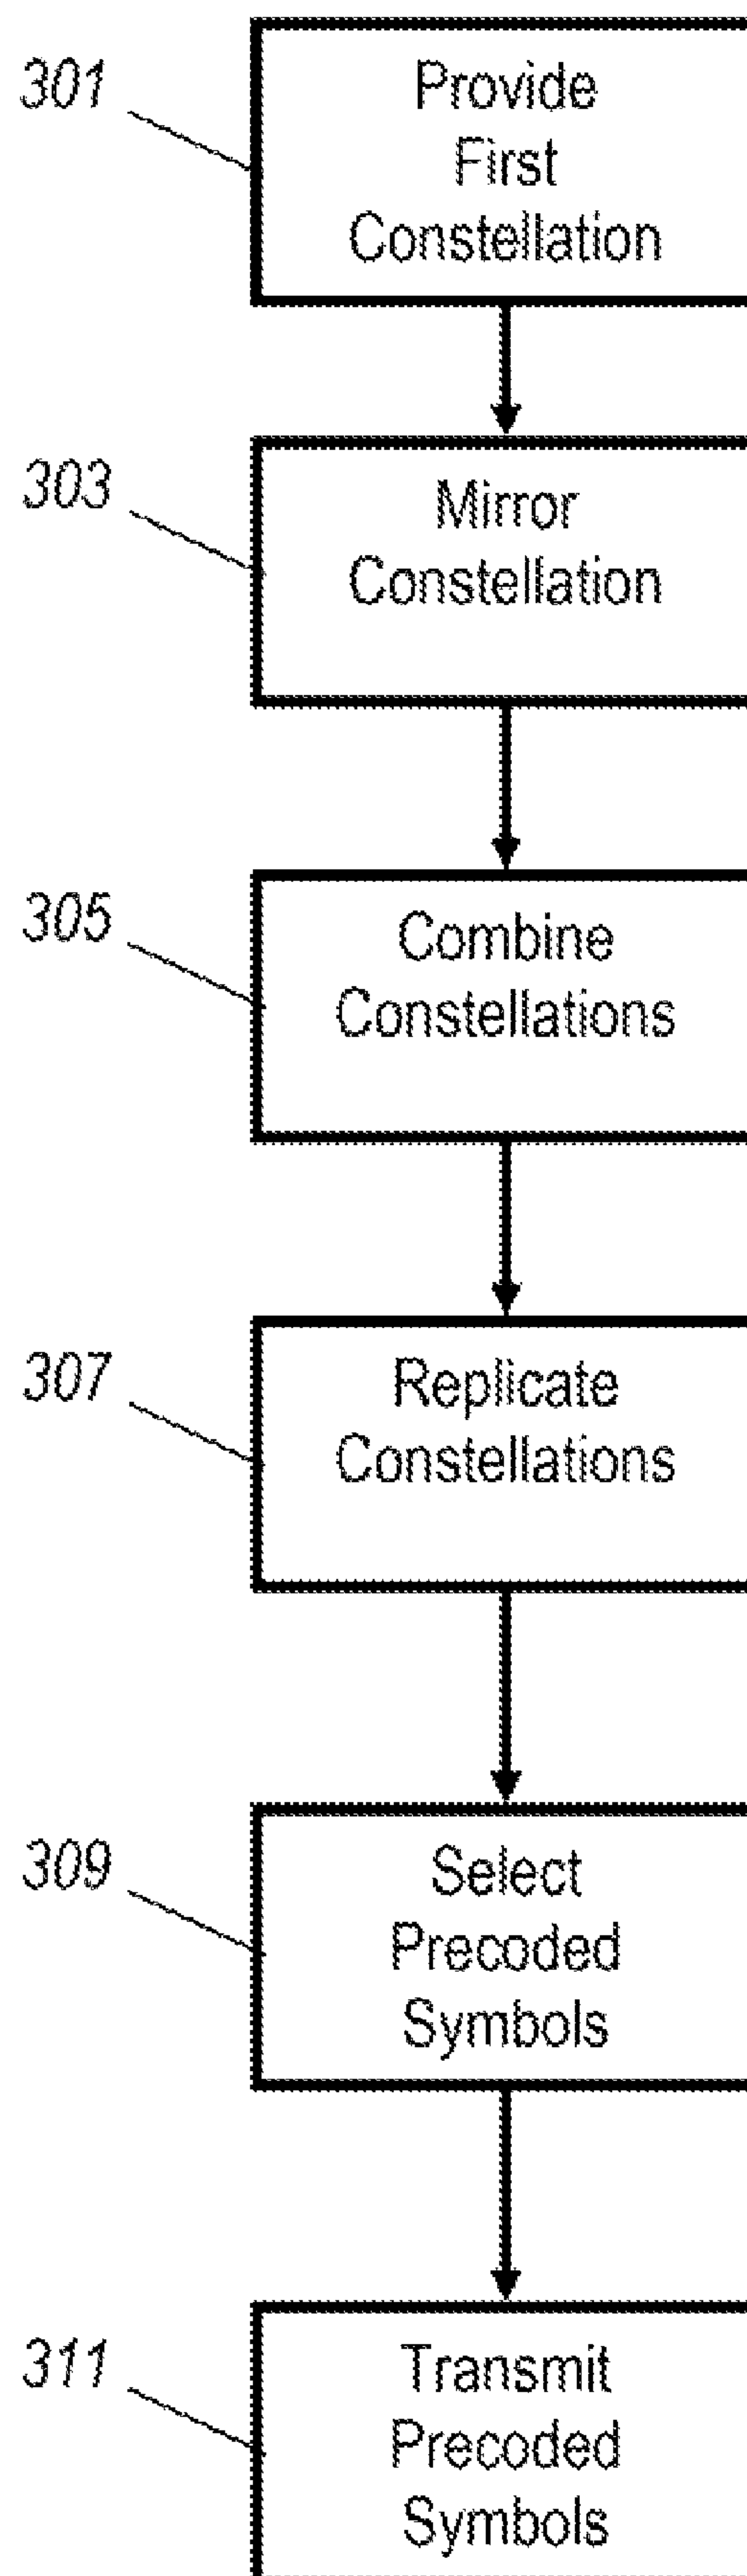 301
Provide
First
Constellation
303
Mirror
Constellation
305
Combine
Constellations
307
Replicate
Constellations
309
Select
Precoded
Symbols
311
Transmit
Precoded
Symbols